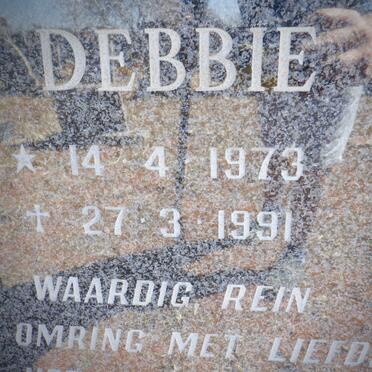 DEBBIE
★ 14·4·1973
✝ 27·3·1991
WAARDIG, REIN
OMRING MET LIEFD